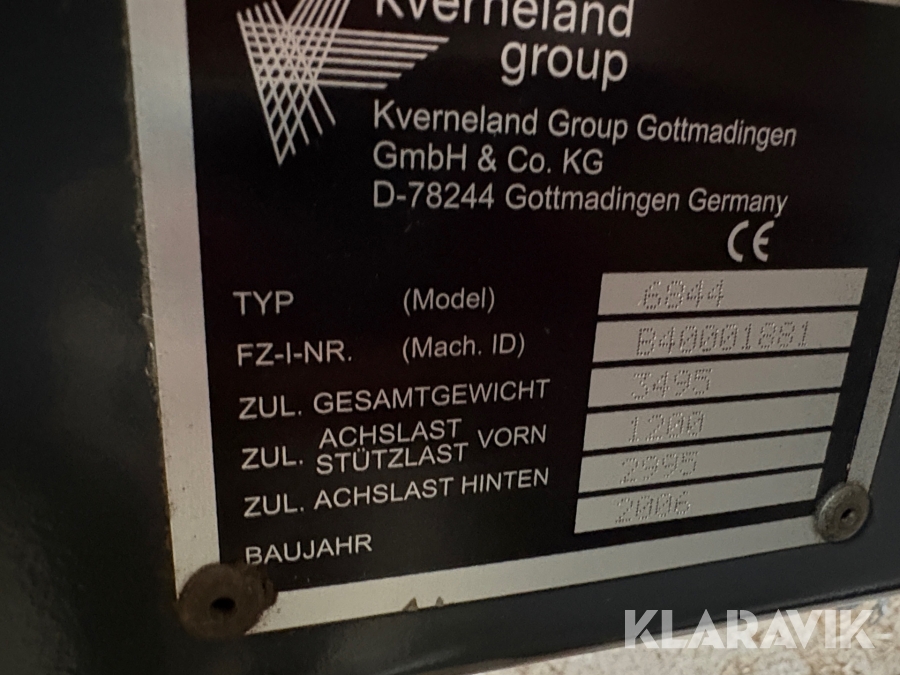 kverneland
group
Kverneland Group Gottmadingen
GmbH & Co. KG
D-78244 Gottmadingen Germany
CE
TYP (Model) 6844
FZ-I-NR. (Mach. ID) B40001881
ZUL. GESAMTGEWICHT 3495
ZUL. ACHSLAST STÜTZLAST VORN 1200
ZUL. ACHSLAST HINTEN 2995
BAUJAHR 2006
KLARAVIK